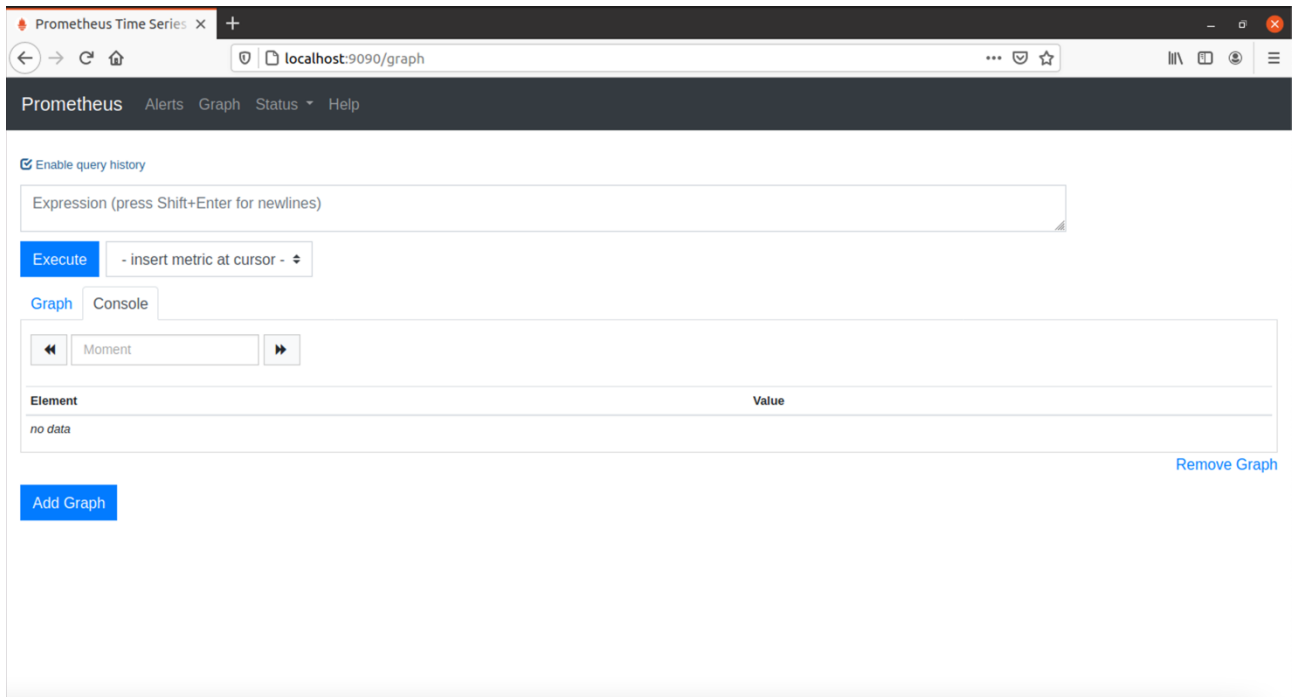 Prometheus Time Series
localhost:9090/graph
Prometheus Alerts Graph Status Help
Enable query history
Expression (press Shift+Enter for newlines)
Execute - insert metric at cursor -
Graph Console
Moment
Element Value
no data
Remove Graph
Add Graph